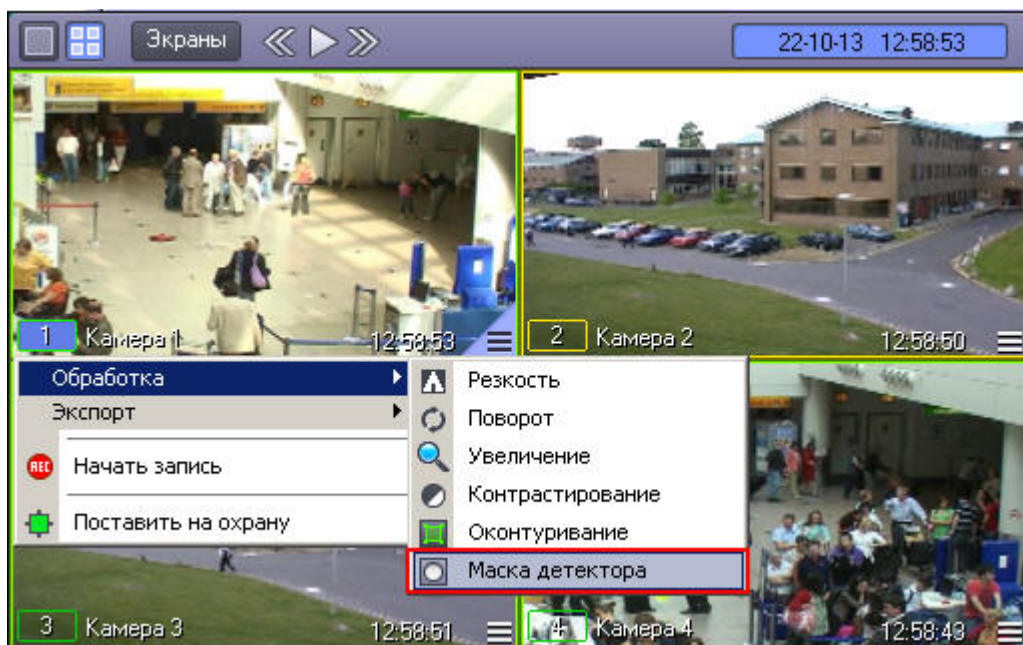 Экраны
22-10-13 12:58:53
1 Камера 1 12:58:53
2 Камера 2 12:58:50
Обработка
Экспорт
REC Начать запись
Поставить на охрану
Резкость
Поворот
Увеличение
Контрастирование
Оконтуривание
Маска детектора
3 Камера 3 12:58:51
4 Камера 4 12:58:43